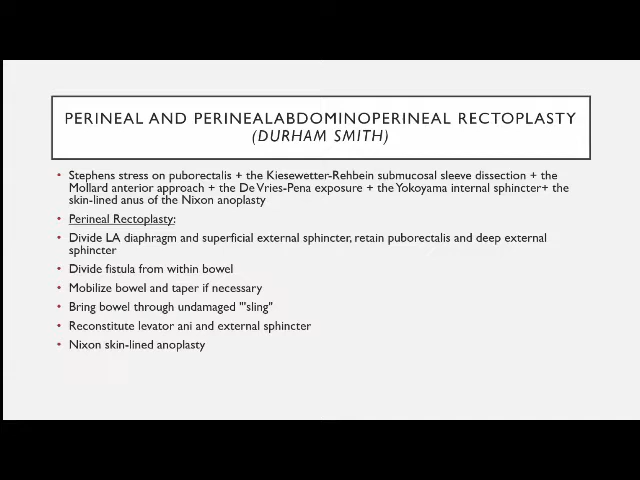 PERINEAL AND PERINEALABDOMINOPERINEAL RECTOPLASTY
(DURHAM SMITH)
• Stephens stress on puborectalis + the Kiesewetter-Rehbein submucosal sleeve dissection + the
Mollard anterior approach + the De Vries-Pena exposure + the Yokoyama internal sphincter+ the
skin-lined anus of the Nixon anoplasty
• Perineal Rectoplasty:
• Divide LA diaphragm and superficial external sphincter, retain puborectalis and deep external
sphincter
• Divide fistula from within bowel
• Mobilize bowel and taper if necessary
• Bring bowel through undamaged "'sling"
• Reconstitute levator ani and external sphincter
• Nixon skin-lined anoplasty